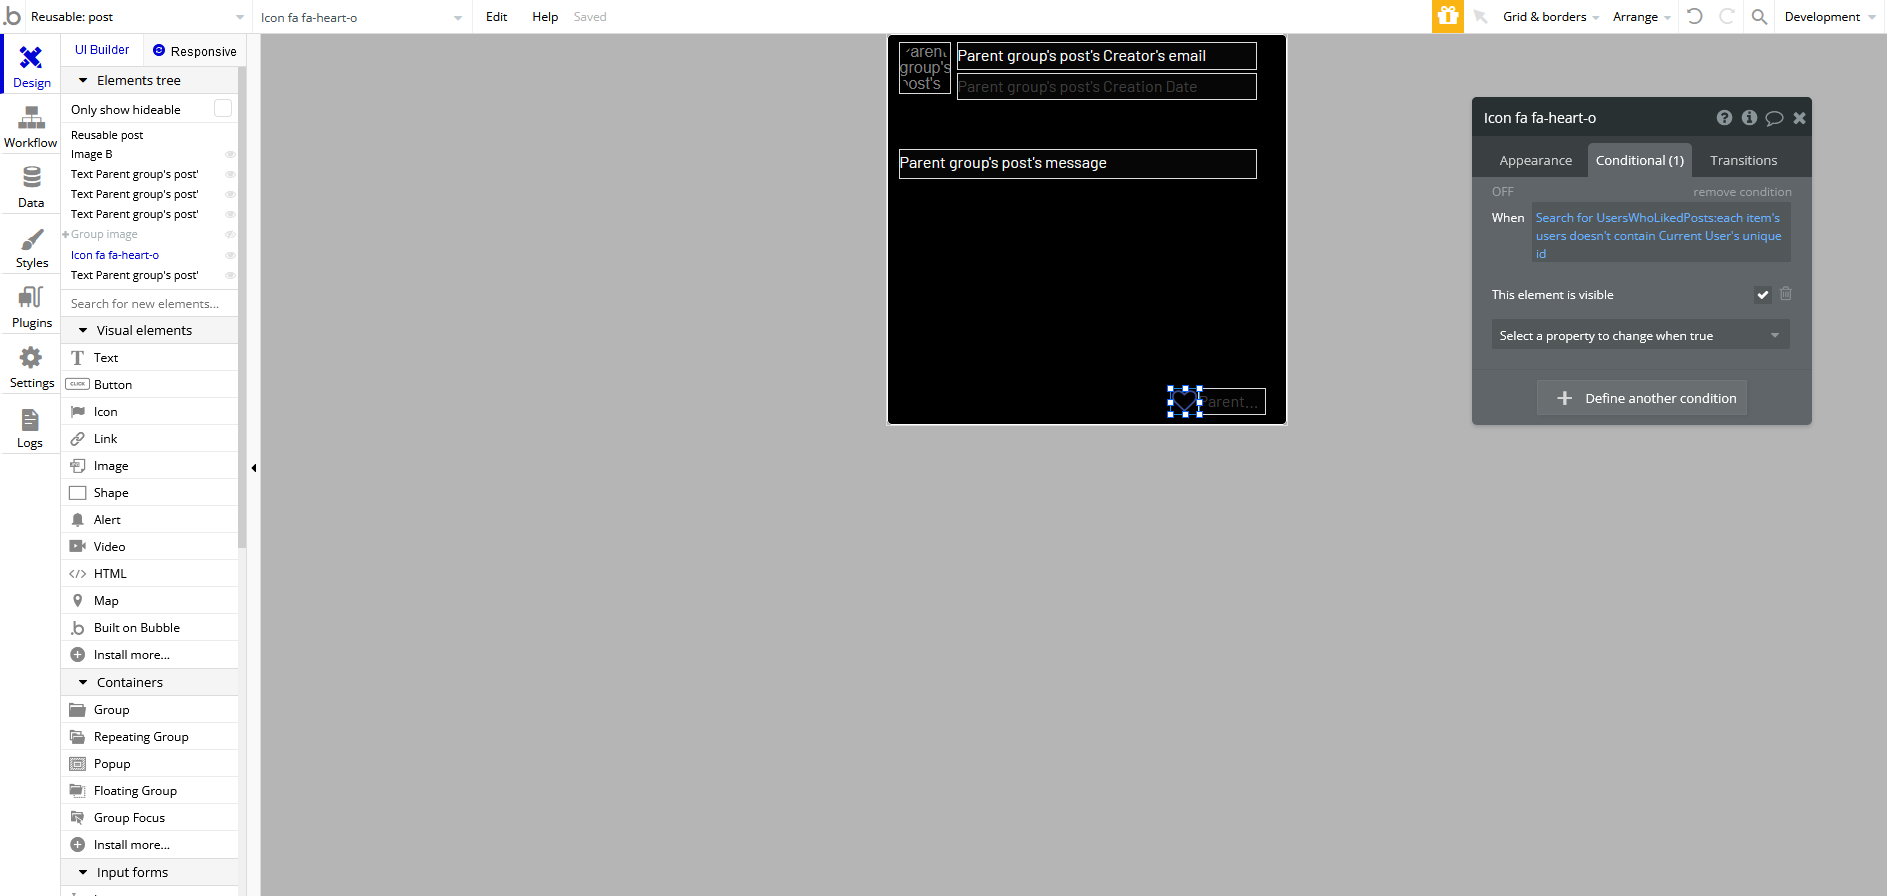 Reusable: post
Icon fa fa-heart-o
Edit
Help
Saved
Grid & borders
Arrange
Development
Design
Workflow
Data
Styles
Plugins
Settings
Logs
UI Builder
Responsive
Elements tree
Only show hideable
Reusable post
Image B
Text Parent group's post'
Text Parent group's post'
Text Parent group's post'
Group image
Icon fa fa-heart-o
Text Parent group's post'
Search for new elements...
Visual elements
Text
CLICK Button
Icon
Link
Image
Shape
Alert
Video
HTML
Map
Built on Bubble
Install more...
Containers
Group
Repeating Group
Popup
Floating Group
Group Focus
Install more...
Input forms
Parent
group's
post's
Parent group's post's Creator's email
Parent group's post's Creation Date
Parent group's post's message
Parent...
Icon fa fa-heart-o
Appearance
Conditional (1)
Transitions
OFF
remove condition
When
Search for UsersWhoLikedPosts:each item's
users doesn't contain Current User's unique
id
This element is visible
Select a property to change when true
Define another condition